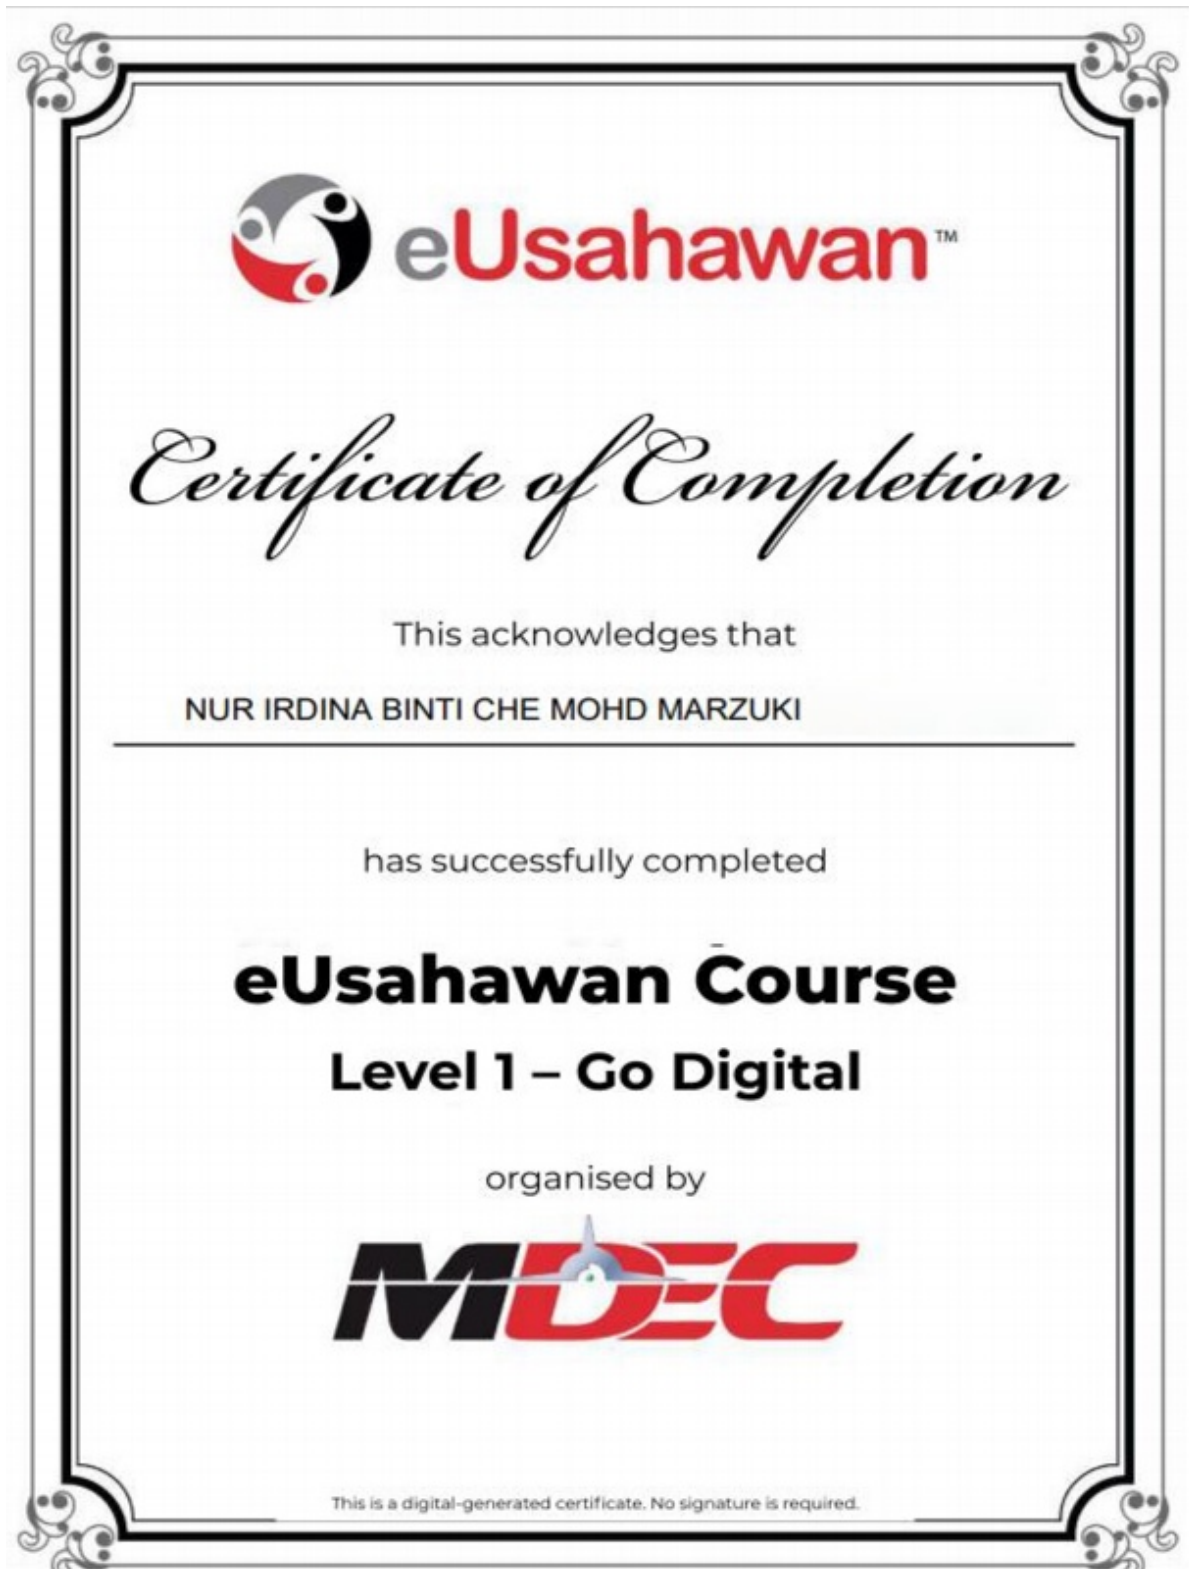 eUsahawan™
Certificate of Completion
This acknowledges that
NUR IRDINA BINTI CHE MOHD MARZUKI
has successfully completed
eUsahawan Course
Level 1 – Go Digital
organised by
MDEC
This is a digital-generated certificate. No signature is required.